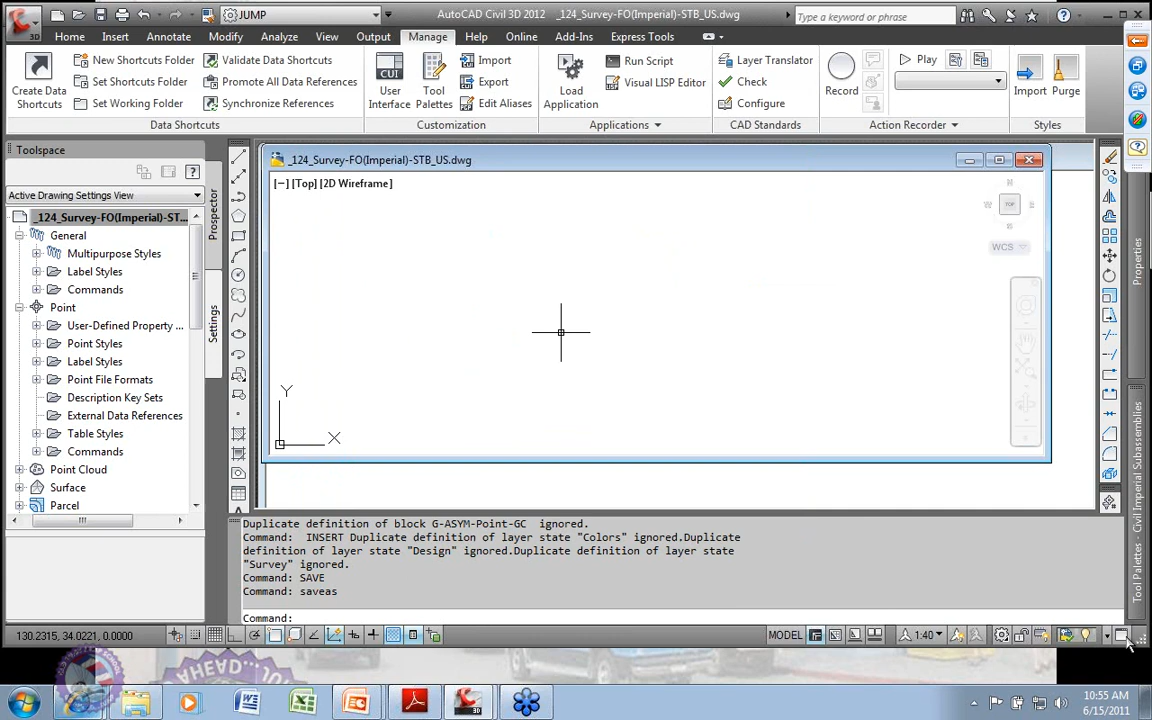 JUMP
AutoCAD Civil 3D 2012
_124_Survey-FO(Imperial)-STB_US.dwg
Type a keyword or phrase
3D
Home
Insert
Annotate
Modify
Analyze
View
Output
Manage
Help
Online
Add-Ins
Express Tools
Create Data
Shortcuts
New Shortcuts Folder
Set Shortcuts Folder
Set Working Folder
Validate Data Shortcuts
Promote All Data References
Synchronize References
CUI
User
Interface
Tool
Palettes
Import
Export
Edit Aliases
Load
Application
Run Script
Visual LISP Editor
Layer Translator
Check
Configure
Record
Play
Import
Purge
Data Shortcuts
Customization
Applications
CAD Standards
Action Recorder
Styles
Toolspace
Active Drawing Settings View
_124_Survey-FO(Imperial)-ST...
General
Multipurpose Styles
Label Styles
Commands
Point
User-Defined Property ...
Point Styles
Label Styles
Point File Formats
Description Key Sets
External Data References
Table Styles
Commands
Point Cloud
Surface
Parcel
Prospector
Settings
_124_Survey-FO(Imperial)-STB_US.dwg
[−] [Top] [2D Wireframe]
TOP
WCS
Y
X
Properties
Tool Palettes - Civil Imperial Subassemblies
Duplicate definition of block G-ASYM-Point-GC ignored.
Command: INSERT Duplicate definition of layer state "Colors" ignored.Duplicate
definition of layer state "Design" ignored.Duplicate definition of layer state
"Survey" ignored.
Command: SAVE
Command: saveas
Command:
130.2315, 34.0221, 0.0000
MODEL
1:40
AHEAD
10:55 AM
6/15/2011